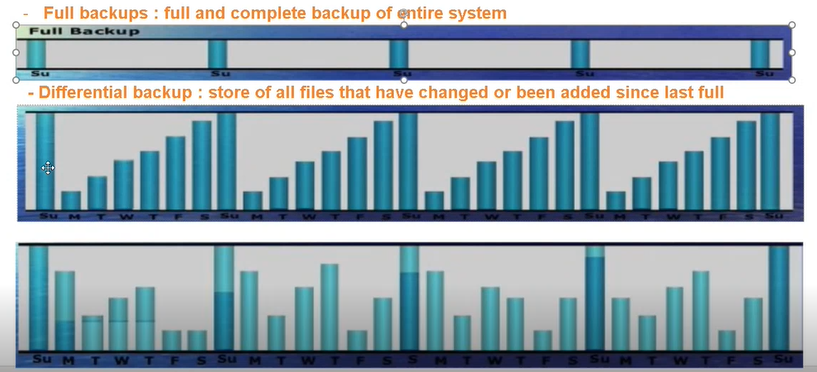 - Full backups : full and complete backup of entire system
Full Backup
Su Su Su Su Su
- Differential backup : store of all files that have changed or been added since last full
Su M T W T F S Su M T W T F S Su M T W T F S Su M T W T F S Su
Su M T W T F S Su M T W T F S S M T W T F S Su M T W T F S Su